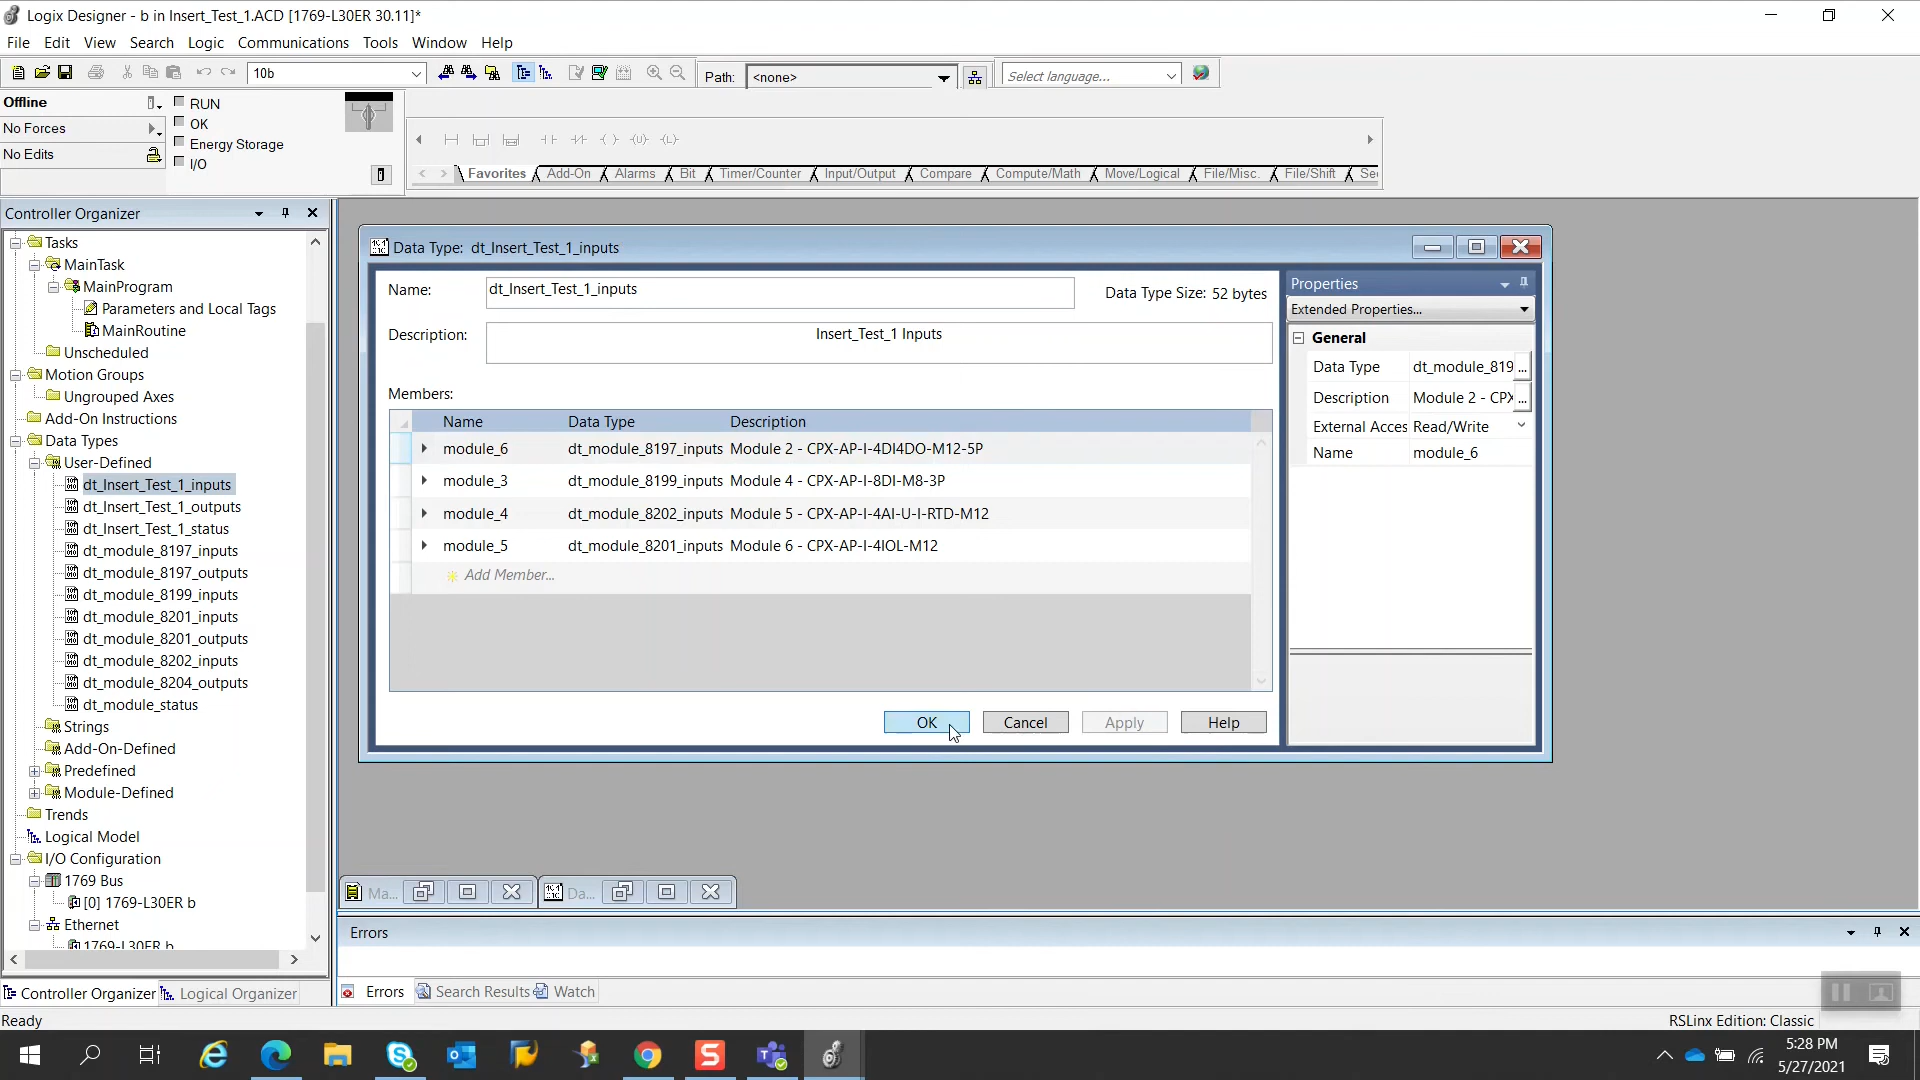 Logix Designer - b in Insert_Test_1.ACD [1769-L30ER 30.11]*
File Edit View Search Logic Communications Tools Window Help
10b
Path: <none>
Select language...
Offline
RUN
No Forces
OK
Energy Storage
No Edits
I/O
Favorites Add-On Alarms Bit Timer/Counter Input/Output Compare Compute/Math Move/Logical File/Misc. File/Shift Se
Controller Organizer
Tasks
MainTask
MainProgram
Parameters and Local Tags
MainRoutine
Unscheduled
Motion Groups
Ungrouped Axes
Add-On Instructions
Data Types
User-Defined
dt_Insert_Test_1_inputs
dt_Insert_Test_1_outputs
dt_Insert_Test_1_status
dt_module_8197_inputs
dt_module_8197_outputs
dt_module_8199_inputs
dt_module_8201_inputs
dt_module_8201_outputs
dt_module_8202_inputs
dt_module_8204_outputs
dt_module_status
Strings
Add-On-Defined
Predefined
Module-Defined
Trends
Logical Model
I/O Configuration
1769 Bus
[0] 1769-L30ER b
Ethernet
1769-L30ER b
Controller Organizer Logical Organizer
Data Type: dt_Insert_Test_1_inputs
Name: dt_Insert_Test_1_inputs Data Type Size: 52 bytes
Description: Insert_Test_1 Inputs
Members:
Name Data Type Description
module_6 dt_module_8197_inputs Module 2 - CPX-AP-I-4DI4DO-M12-5P
module_3 dt_module_8199_inputs Module 4 - CPX-AP-I-8DI-M8-3P
module_4 dt_module_8202_inputs Module 5 - CPX-AP-I-4AI-U-I-RTD-M12
module_5 dt_module_8201_inputs Module 6 - CPX-AP-I-4IOL-M12
Add Member...
OK Cancel Apply Help
Properties
Extended Properties...
General
Data Type dt_module_819 ...
Description Module 2 - CPX ...
External Acces Read/Write
Name module_6
Ma... Da...
Errors
Errors Search Results Watch
Ready
RSLinx Edition: Classic
5:28 PM
5/27/2021